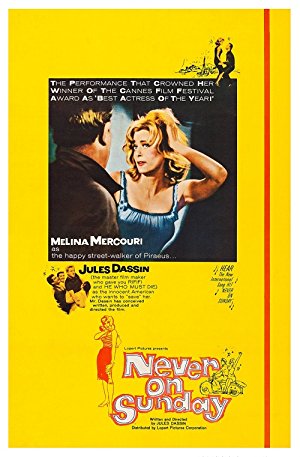 THE PERFORMANCE THAT CROWNED HER
WINNER OF THE CANNES FILM FESTIVAL
AWARD AS 'BEST ACTRESS OF THE YEAR!'
MELINA MERCOURI
as
the happy street-walker of Piraeus...
JULES DASSIN
(the master film maker
who gave you RIFIFI
and HE WHO MUST DIE)
as the innocent American
who wants to "save" her.
Mr. Dassin has conceived
written, produced and
directed the film.
HEAR
The New
International
Song Hit
NEVER
ON
SUNDAY
Lopert Pictures presents
Never
on
Sunday
Written and Directed
by JULES DASSIN
Distributed by Lopert Pictures Corporation